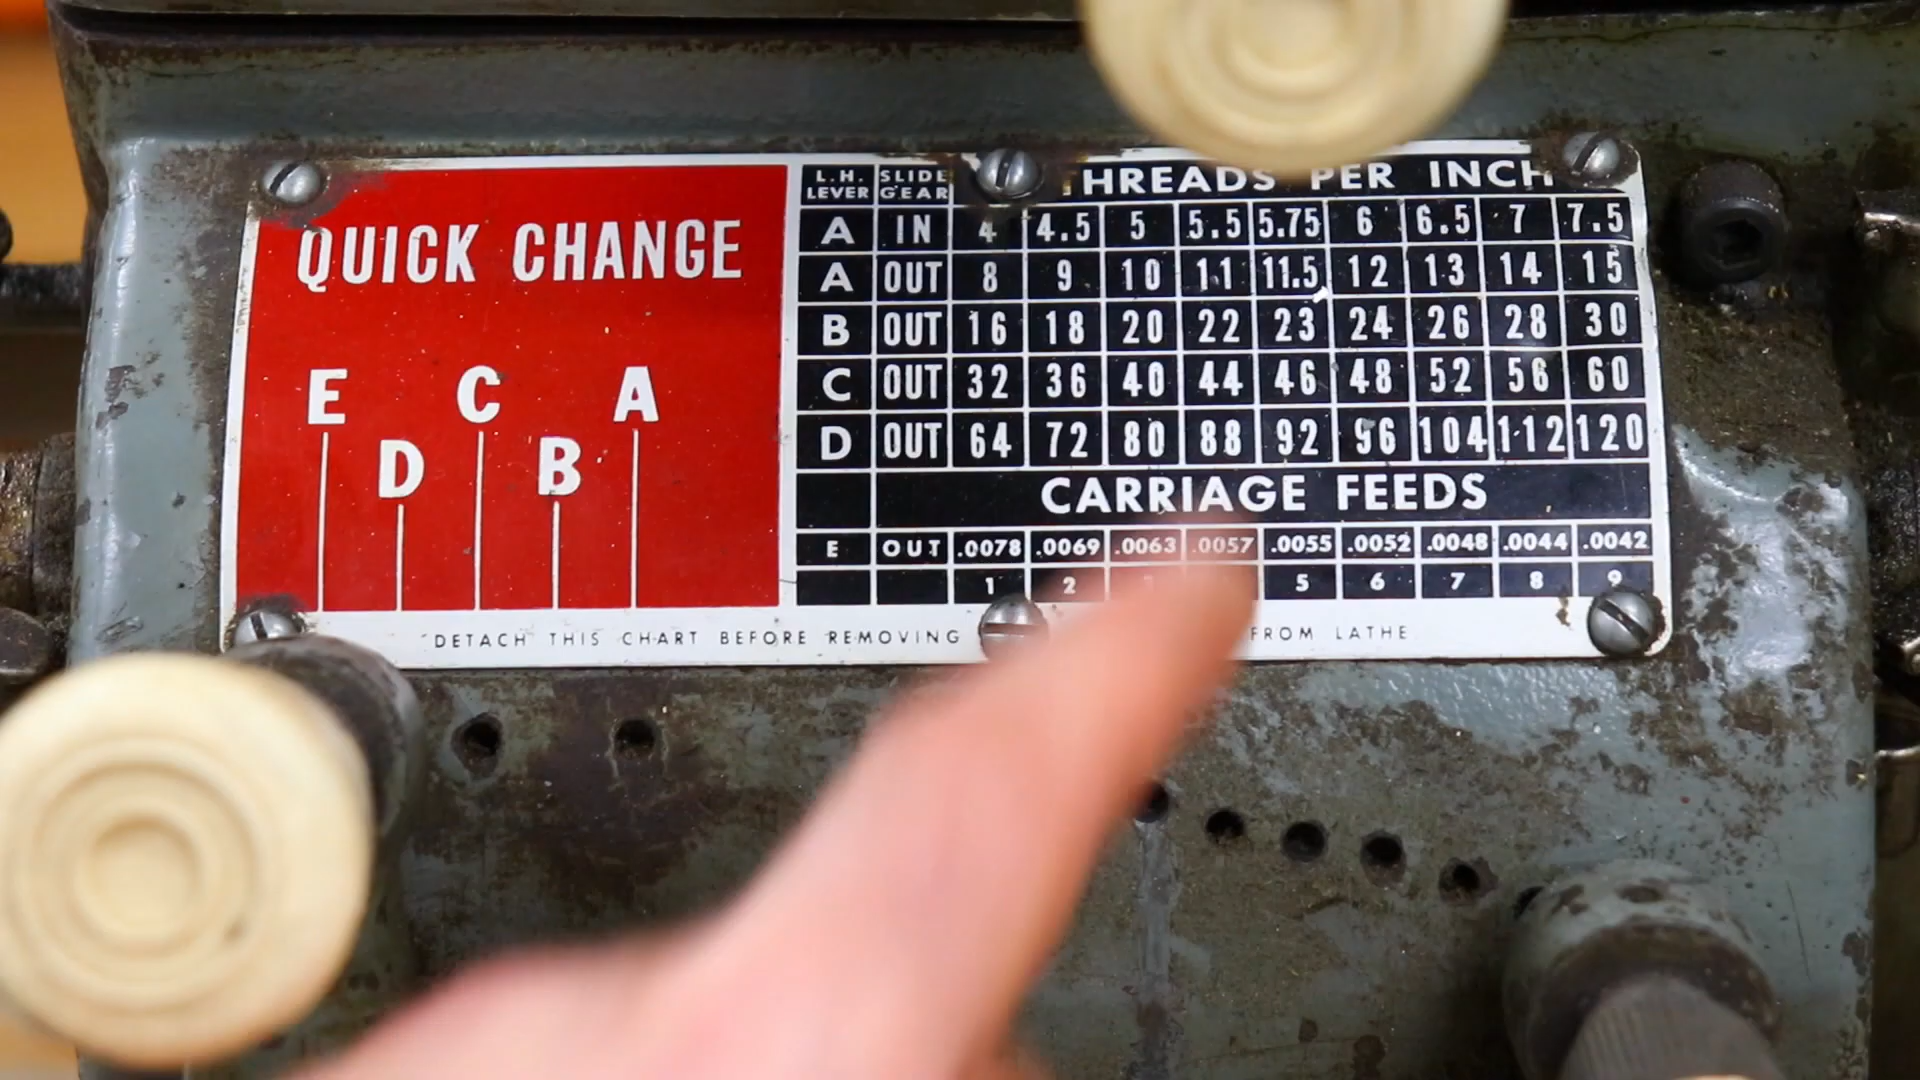 QUICK CHANGE
E C A
D B
L.H. LEVER SLIDE GEAR THREADS PER INCH
A IN 4 4.5 5 5.5 5.75 6 6.5 7 7.5
A OUT 8 9 10 11 11.5 12 13 14 15
B OUT 16 18 20 22 23 24 26 28 30
C OUT 32 36 40 44 46 48 52 56 60
D OUT 64 72 80 88 92 96 104 112 120
CARRIAGE FEEDS
E OUT .0078 .0069 .0063 .0057 .0055 .0052 .0048 .0044 .0042
1 2 3 5 6 7 8 9
DETACH THIS CHART BEFORE REMOVING FROM LATHE